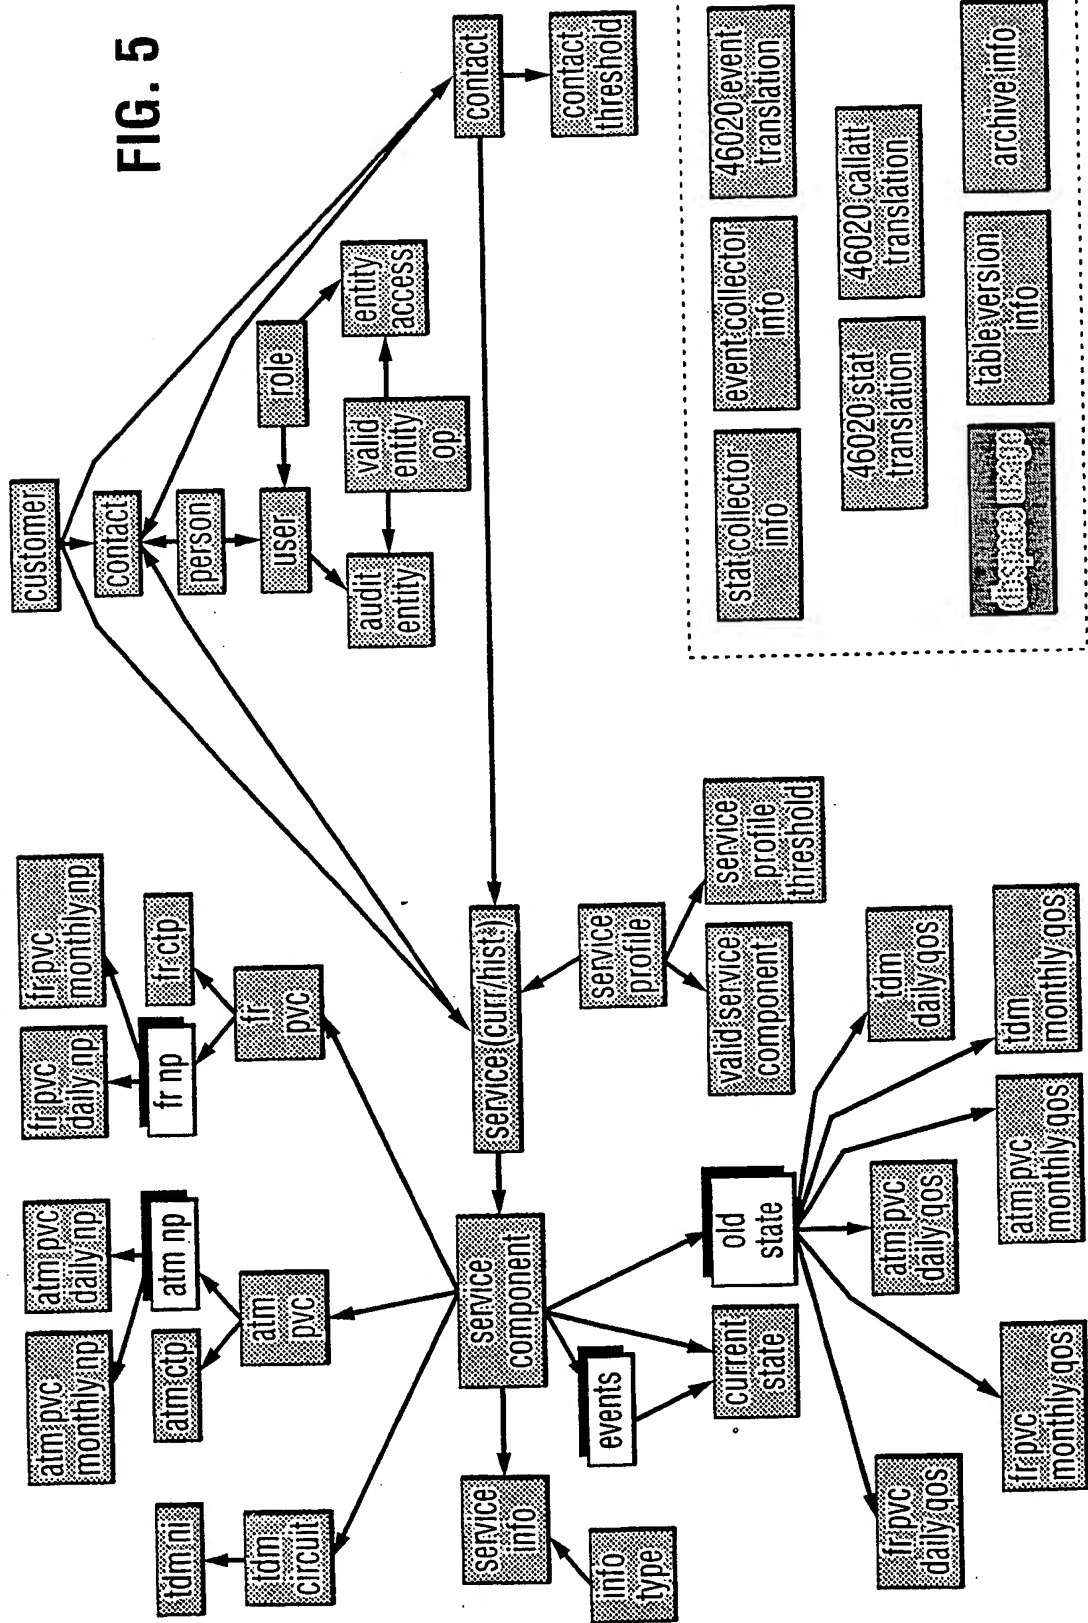 FIG. 5
customer
contact
person
user
role
audit
entity
valid
entity
op
entity
access
contact
contact
threshold
fr pvc
monthly np
fr pvc
daily np
fr ctp
fr np
fr
pvc
atm pvc
daily np
atm pvc
monthly np
atm np
atm ctp
atm
pvc
tdm ni
tdm
circuit
service (curr/hist)
service
component
service
info
info
type
events
current
state
old
state
service
profile
valid service
component
service
profile
threshold
tdm
daily qos
tdm
monthly qos
atm pvc
daily qos
atm pvc
monthly qos
fr pvc
daily qos
fr pvc
monthly qos
stat collector
info
event collector
info
46020 event
translation
46020 stat
translation
46020 callatt
translation
dbspace usage
table version
info
archive info